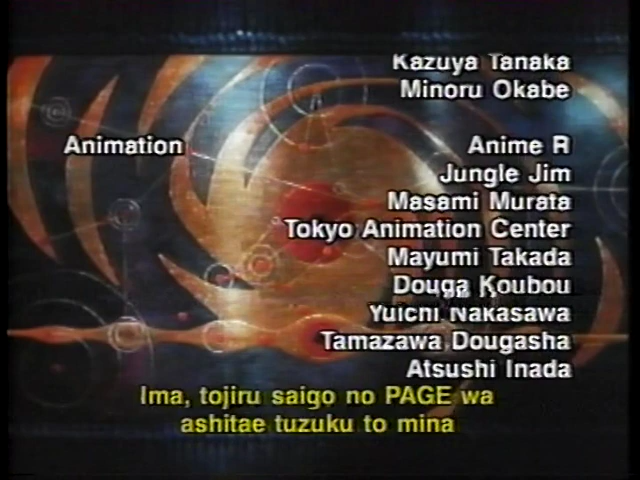 Kazuya Tanaka
Minoru Okabe
Animation Anime R
Jungle Jim
Masami Murata
Tokyo Animation Center
Mayumi Takada
Douga Koubou
Yuichi Nakasawa
Tamazawa Dougasha
Atsushi Inada
Ima, tojiru saigo no PAGE wa
ashitae tuzuku to mina